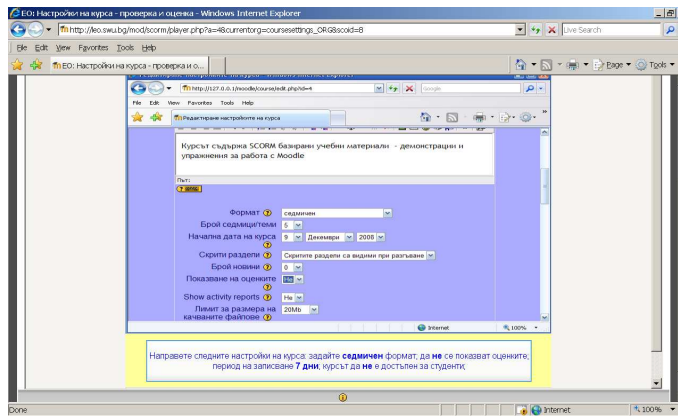 ЕО: Настройки на курса - проверка и оценка - Windows Internet Explorer
http://leo.swu.bg/mod/scorm/player.php?a=4&currentorg=coursesettings_ORG&scoid=8
Live Search
File Edit View Favorites Tools Help
ЕО: Настройки на курса - проверка и о...
Page
Tools
http://127.0.0.1/moodle/course/edit.php?id=4
Google
File Edit View Favorites Tools Help
Редактиране настройките на курса
Курсът съдържа SCORM базирани учебни материали - демонстрации и
упражнения за работа с Moodle
Път:
Формат седмичен
Брой седмици/теми 5
Начална дата на курса 9 Декември 2008
Скрити раздели Скритите раздели са видими при разгъване
Брой новини 0
Показване на оценките Не
Show activity reports Не
Лимит за размера на 20Mb
качваните файлове
Internet 100%
Направете следните настройки на курса: задайте седмичен формат; да не се показват оценките;
период на записване 7 дни; курсът да не е достъпен за студенти;
Done Internet 100%